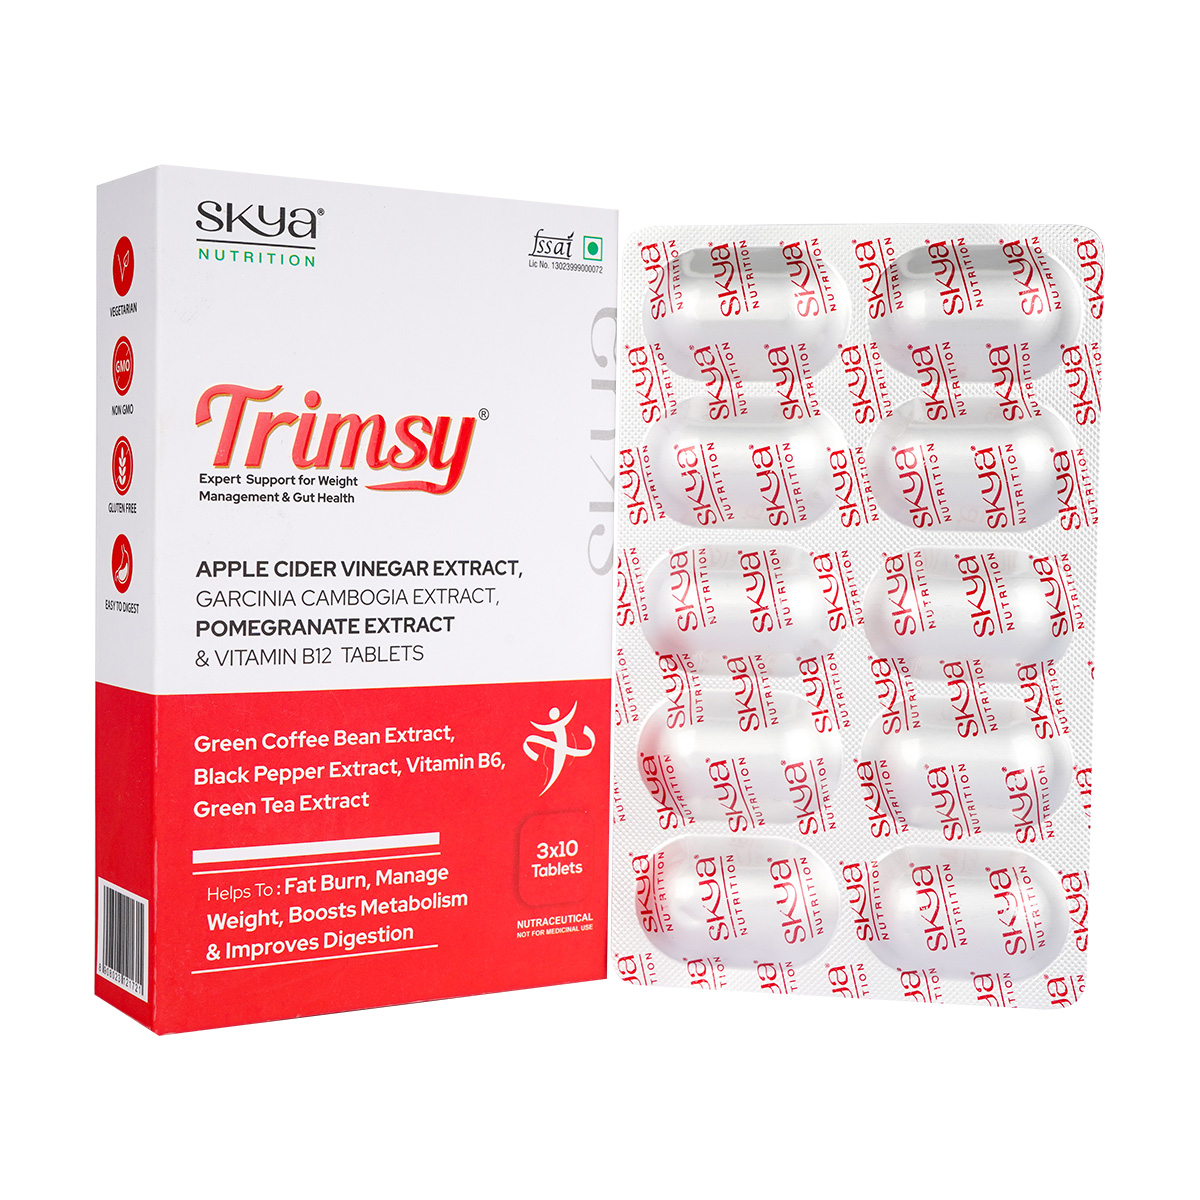 SKYa®
NUTRITION
fssai
Lic No. 13023999000072
VEGETARIAN
GMO
NON GMO
GLUTEN FREE
EASY TO DIGEST
Trimsy®
Expert Support for Weight
Management & Gut Health
APPLE CIDER VINEGAR EXTRACT,
GARCINIA CAMBOGIA EXTRACT,
POMEGRANATE EXTRACT
& VITAMIN B12 TABLETS
Green Coffee Bean Extract,
Black Pepper Extract, Vitamin B6,
Green Tea Extract
3x10
Tablets
Helps To : Fat Burn, Manage
Weight, Boosts Metabolism
& Improves Digestion
NUTRACEUTICAL
NOT FOR MEDICINAL USE
SKYa®
NUTRITION